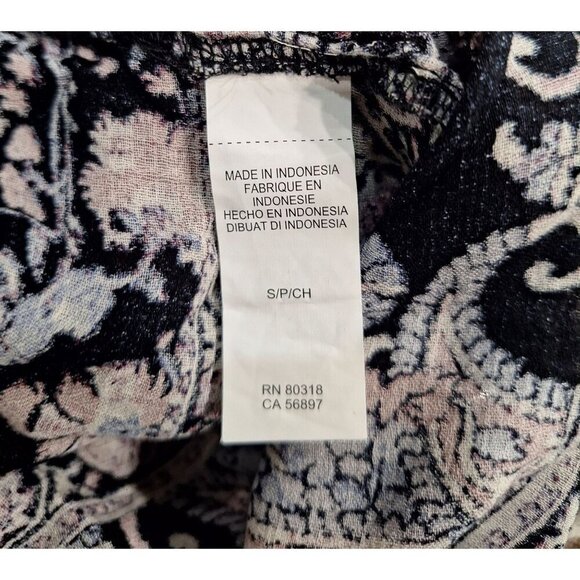 MADE IN INDONESIA
FABRIQUE EN
INDONESIE
HECHO EN INDONESIA
DIBUAT DI INDONESIA
S/P/CH
RN 80318
CA 56897